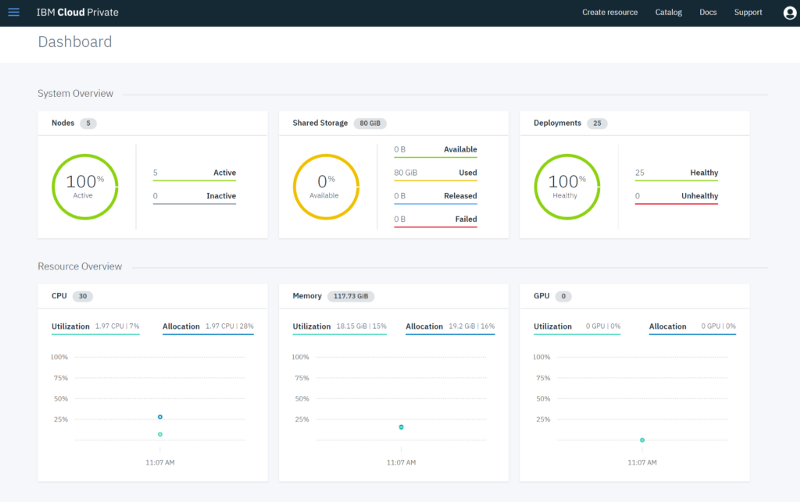 IBM Cloud Private
Create resource Catalog Docs Support
Dashboard
System Overview
Nodes 5
100% Active
5 Active
0 Inactive
Shared Storage 80 GiB
0% Available
0 B Available
80 GiB Used
0 B Released
0 B Failed
Deployments 25
100% Healthy
25 Healthy
0 Unhealthy
Resource Overview
CPU 30
Utilization 1.97 CPU | 7% Allocation 1.97 CPU | 28%
100%
75%
50%
25%
11:07 AM
Memory 117.73 GiB
Utilization 18.15 GiB | 15% Allocation 19.2 GiB | 16%
100%
75%
50%
25%
11:07 AM
GPU 0
Utilization 0 GPU | 0% Allocation 0 GPU | 0%
100%
75%
50%
25%
11:07 AM